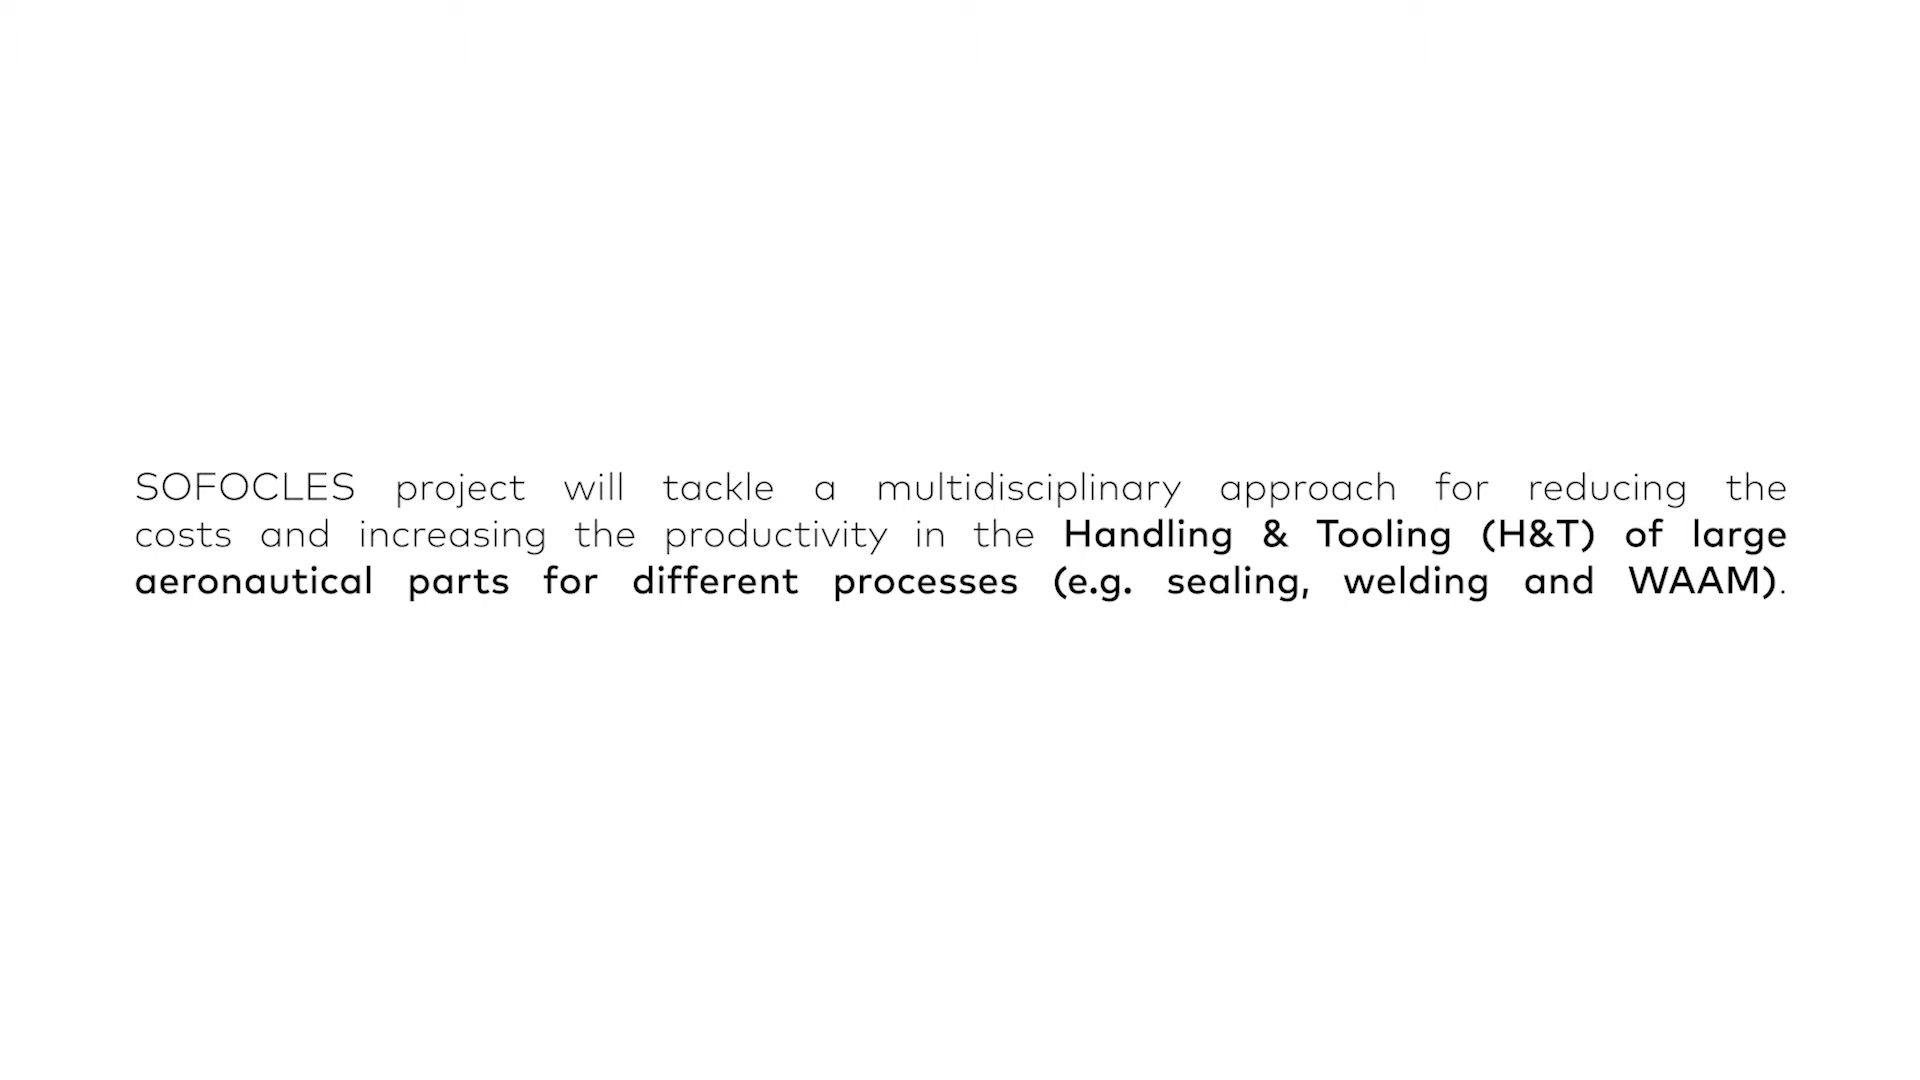 SOFOCLES project will tackle a multidisciplinary approach for reducing the
costs and increasing the productivity in the Handling & Tooling (H&T) of large
aeronautical parts for different processes (e.g. sealing, welding and WAAM).